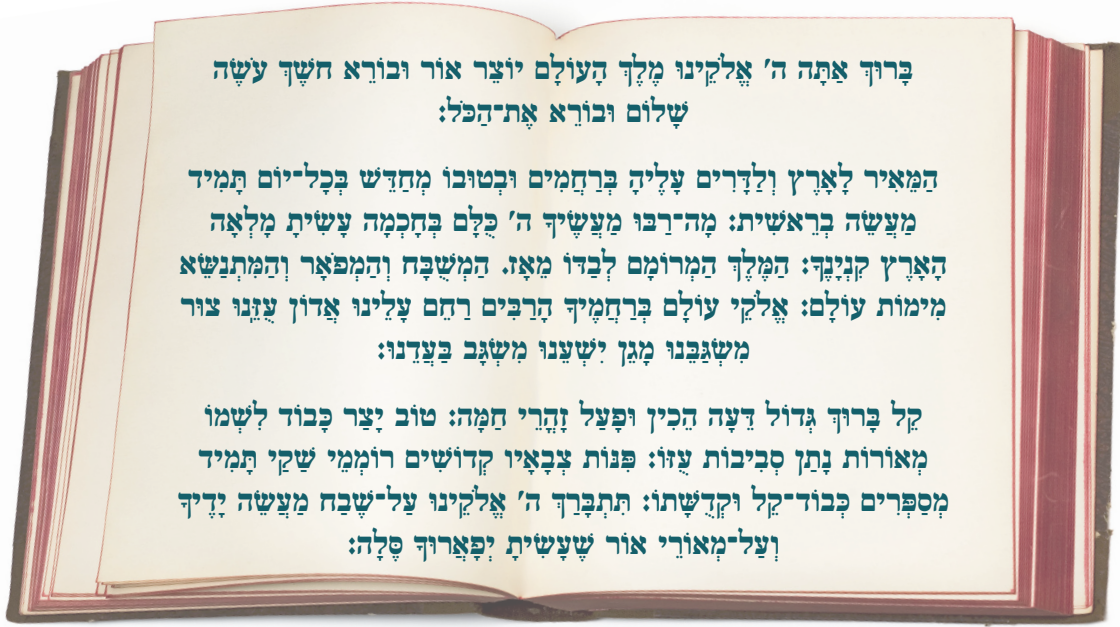 בָּרוּךְ אַתָּה ה' אֱלֹקֵינוּ מֶלֶךְ הָעוֹלָם יוֹצֵר אוֹר וּבוֹרֵא חשֶׁךְ עֹשֶׂה
שָׁלוֹם וּבוֹרֵא אֶת־הַכֹּל:
הַמֵּאִיר לָאָרֶץ וְלַדָּרִים עָלֶיהָ בְּרַחֲמִים וּבְטוּבוֹ מְחַדֵּשׁ בְּכָל־יוֹם תָּמִיד
מַעֲשֵׂה בְרֵאשִׁית: מָה־רַבּוּ מַעֲשֶׂיךָ ה' כֻּלָּם בְּחָכְמָה עָשִׂיתָ מָלְאָה
הָאָרֶץ קִנְיָנֶךָ: הַמֶּלֶךְ הַמְרוֹמָם לְבַדּוֹ מֵאָז. הַמְשֻׁבָּח וְהַמְפֹאָר וְהַמִּתְנַשֵּׂא
מִימוֹת עוֹלָם: אֱלֹקֵי עוֹלָם בְּרַחֲמֶיךָ הָרַבִּים רַחֵם עָלֵינוּ אֲדוֹן עֻזֵּנוּ צוּר
מִשְׂגַּבֵּנוּ מָגֵן יִשְׁעֵנוּ מִשְׂגָּב בַּעֲדֵנוּ:
קֵל בָּרוּךְ גְּדוֹל דֵּעָה הֵכִין וּפָעַל זָהֳרֵי חַמָּה: טוֹב יָצַר כָּבוֹד לִשְׁמוֹ
מְאוֹרוֹת נָתַן סְבִיבוֹת עֻזּוֹ: פִּנּוֹת צְבָאָיו קְדוֹשִׁים רוֹמְמֵי שַׁקַי תָּמִיד
מְסַפְּרִים כְּבוֹד־קֵל וּקְדֻשָּׁתוֹ: תִּתְבָּרַךְ ה' אֱלֹקֵינוּ עַל־שֶׁבַח מַעֲשֵׂה יָדֶיךָ
וְעַל־מְאוֹרֵי אוֹר שֶׁעָשִׂיתָ יְפָאֲרוּךָ סֶּלָה: